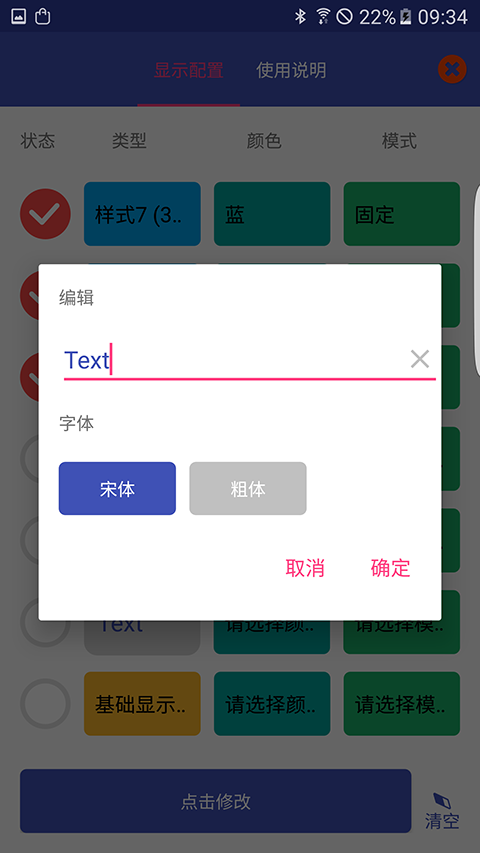 22% 09:34
显示配置 使用说明
状态 类型 颜色 模式
样式7 (3.. 蓝 固定
编辑
Text
字体
宋体 粗体
取消 确定
Text 请选择颜.. 请选择模..
基础显示.. 请选择颜.. 请选择模..
点击修改
清空